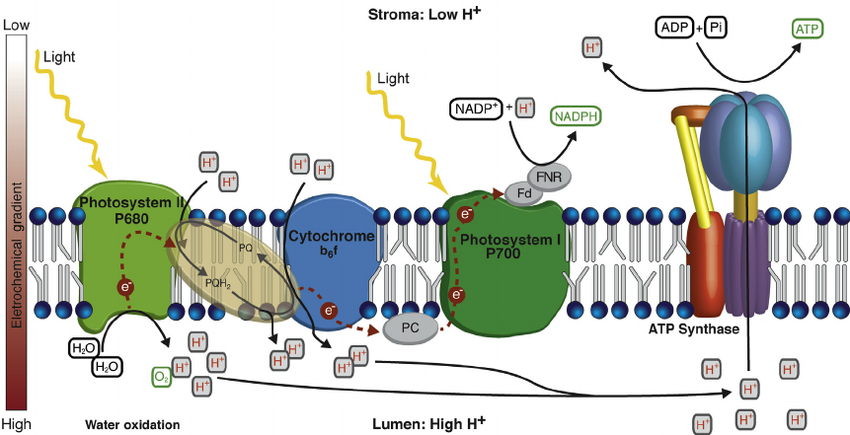 Stroma: Low H⁺
Low
ADP + Pi
ATP
H⁺
Light
Light
NADP⁺ + H⁺
NADPH
FNR
Fd
H⁺
H⁺
H⁺
H⁺
Photosystem II
P680
e⁻
Cytochrome
b₆f
Photosystem I
P700
PQ
PQH₂
Eletrochemical gradient
e⁻
e⁻
e⁻
PC
ATP Synthase
H₂O
H₂O
O₂
H⁺
H⁺
H⁺
H⁺
H⁺
H⁺
H⁺
H⁺
H⁺
H⁺
H⁺
H⁺
H⁺
H⁺
High
Water oxidation
Lumen: High H⁺